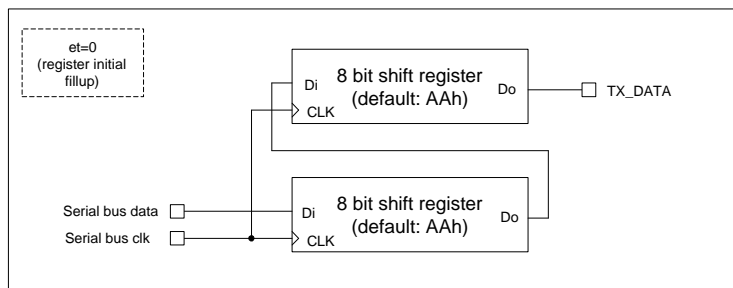 et=0
(register initial
fillup)
8 bit shift register
(default: AAh)
Di
CLK
Do
TX_DATA
8 bit shift register
(default: AAh)
Serial bus data
Di
Do
Serial bus clk
CLK